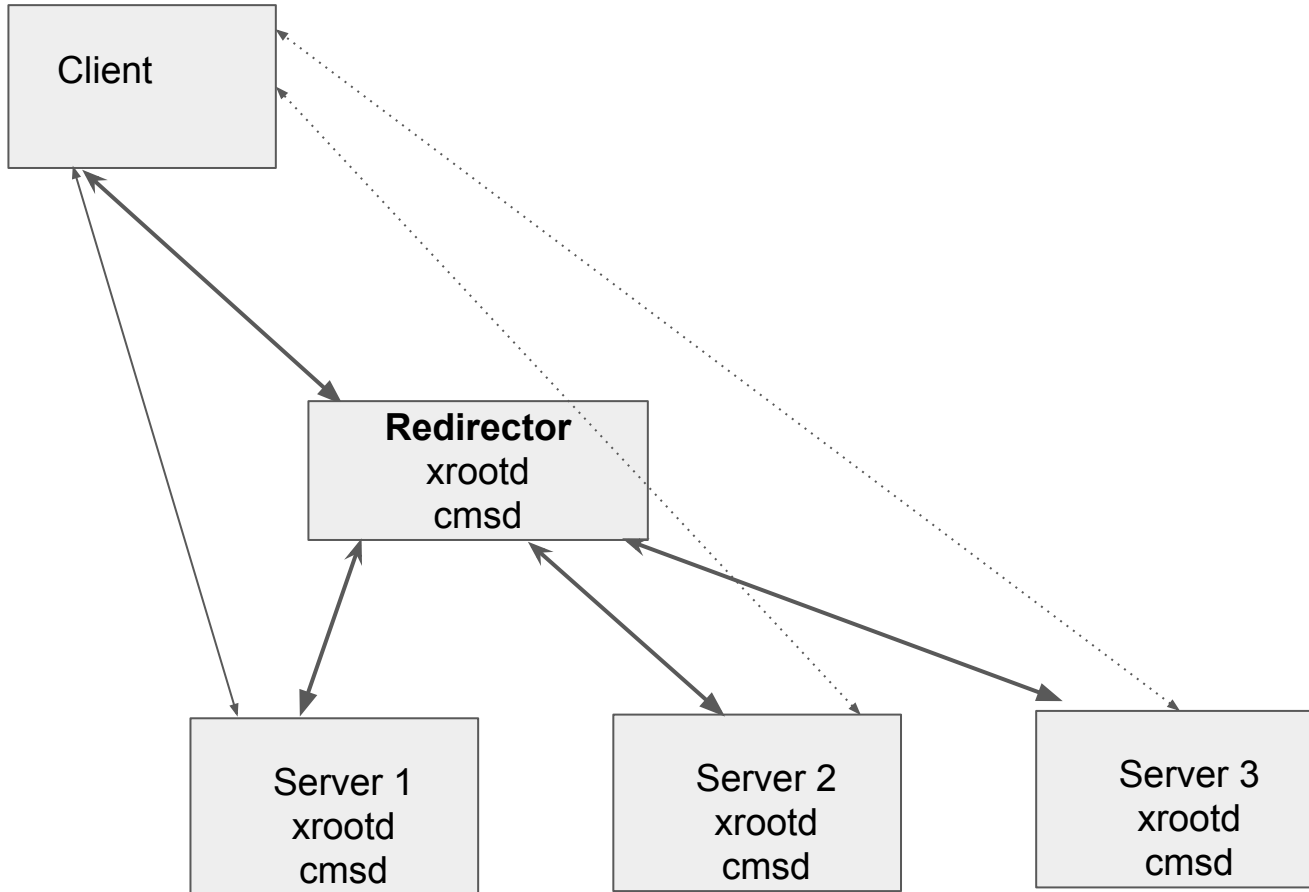 Client
Redirector
xrootd
cmsd
Server 1
xrootd
cmsd
Server 2
xrootd
cmsd
Server 3
xrootd
cmsd